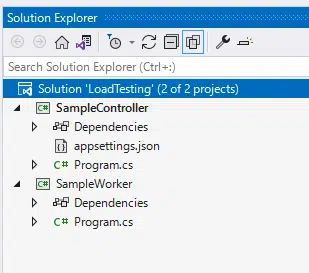 Solution Explorer
Search Solution Explorer (Ctrl+:)
Solution 'LoadTesting' (2 of 2 projects)
C# SampleController
Dependencies
appsettings.json
C# Program.cs
C# SampleWorker
Dependencies
C# Program.cs